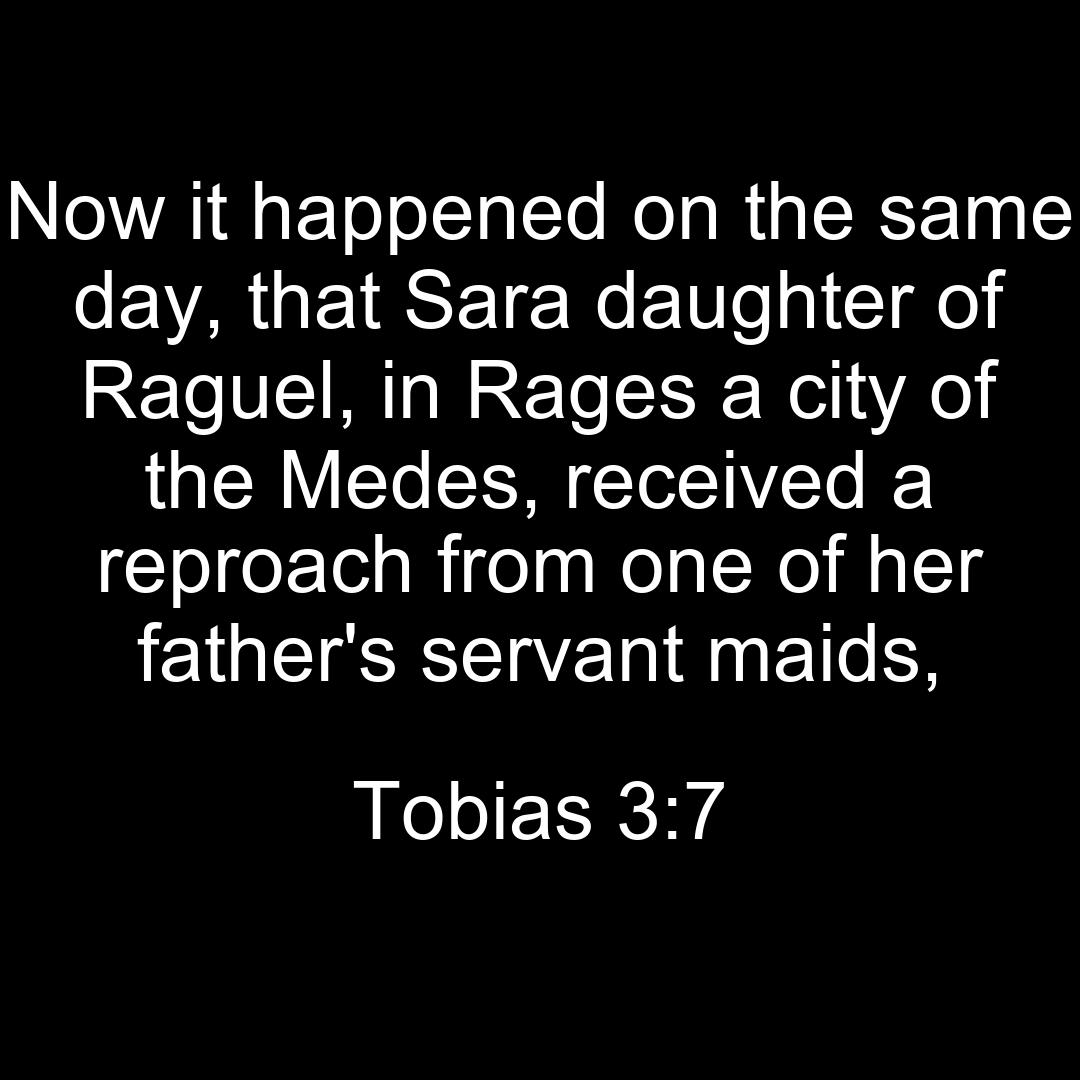 Now it happened on the same
day, that Sara daughter of
Raguel, in Rages a city of
the Medes, received a
reproach from one of her
father's servant maids,
Tobias 3:7